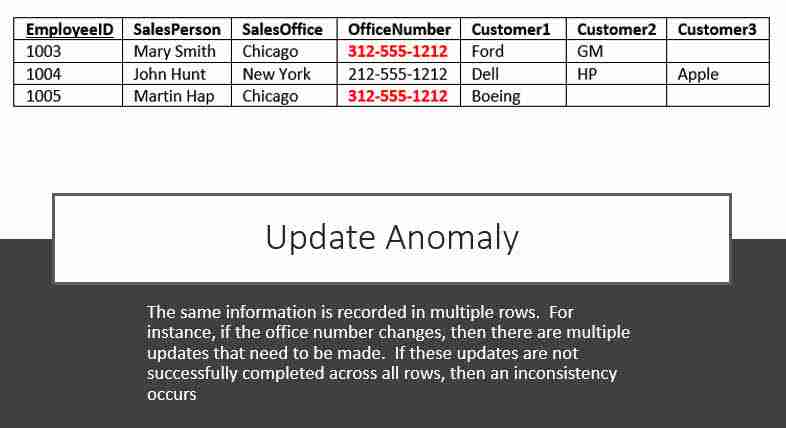 EmployeeID SalesPerson SalesOffice OfficeNumber Customer1 Customer2 Customer3
1003 Mary Smith Chicago 312-555-1212 Ford GM
1004 John Hunt New York 212-555-1212 Dell HP Apple
1005 Martin Hap Chicago 312-555-1212 Boeing
Update Anomaly
The same information is recorded in multiple rows. For
instance, if the office number changes, then there are multiple
updates that need to be made. If these updates are not
successfully completed across all rows, then an inconsistency
occurs